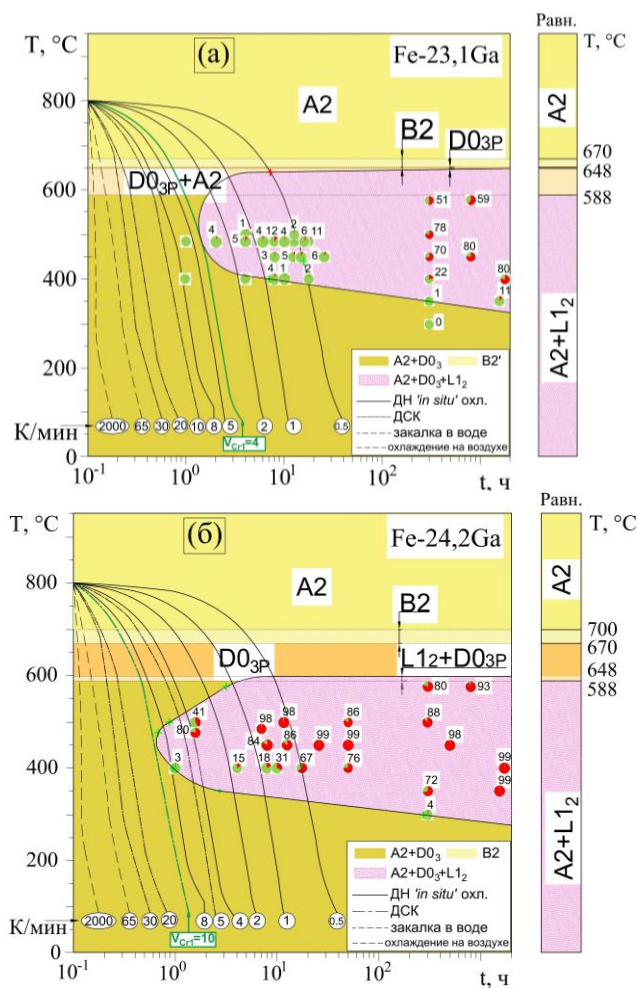 Равн.
T, °C
(а)
Fe-23,1Ga
T, °C
A2
A2
800
B2
D0₃P
670
648
588
D0₃P+A2
600
1
2
51
59
4
5
4
12
4
6
11
78
3
5
6
70
80
400
4
1
2
22
80
1
11
0
A2+L1₂
200
A2+D0₃
B2'
A2+D0₃+L1₂
ДН 'in situ' охл.
ДСК
закалка в воде
охлаждение на воздухе
К/мин
2000
65
30
20
10
8
5
2
1
0.5
V_Cr1=4
0
10⁻¹
10⁰
10¹
10²
t, ч
Равн.
T, °C
(б)
Fe-24,2Ga
T, °C
A2
A2
800
B2
700
670
648
588
D0₃P
L1₂+D0₃P
600
80
93
41
98
86
88
80
98
84
86
99
99
98
400
3
15
18
31
67
76
99
72
99
4
A2+L1₂
200
A2+D0₃
B2
A2+D0₃+L1₂
ДН 'in situ' охл.
ДСК
закалка в воде
охлаждение на воздухе
К/мин
2000
65
30
20
8
5
4
2
1
0.5
V_Cr1=10
0
10⁻¹
10⁰
10¹
10²
t, ч